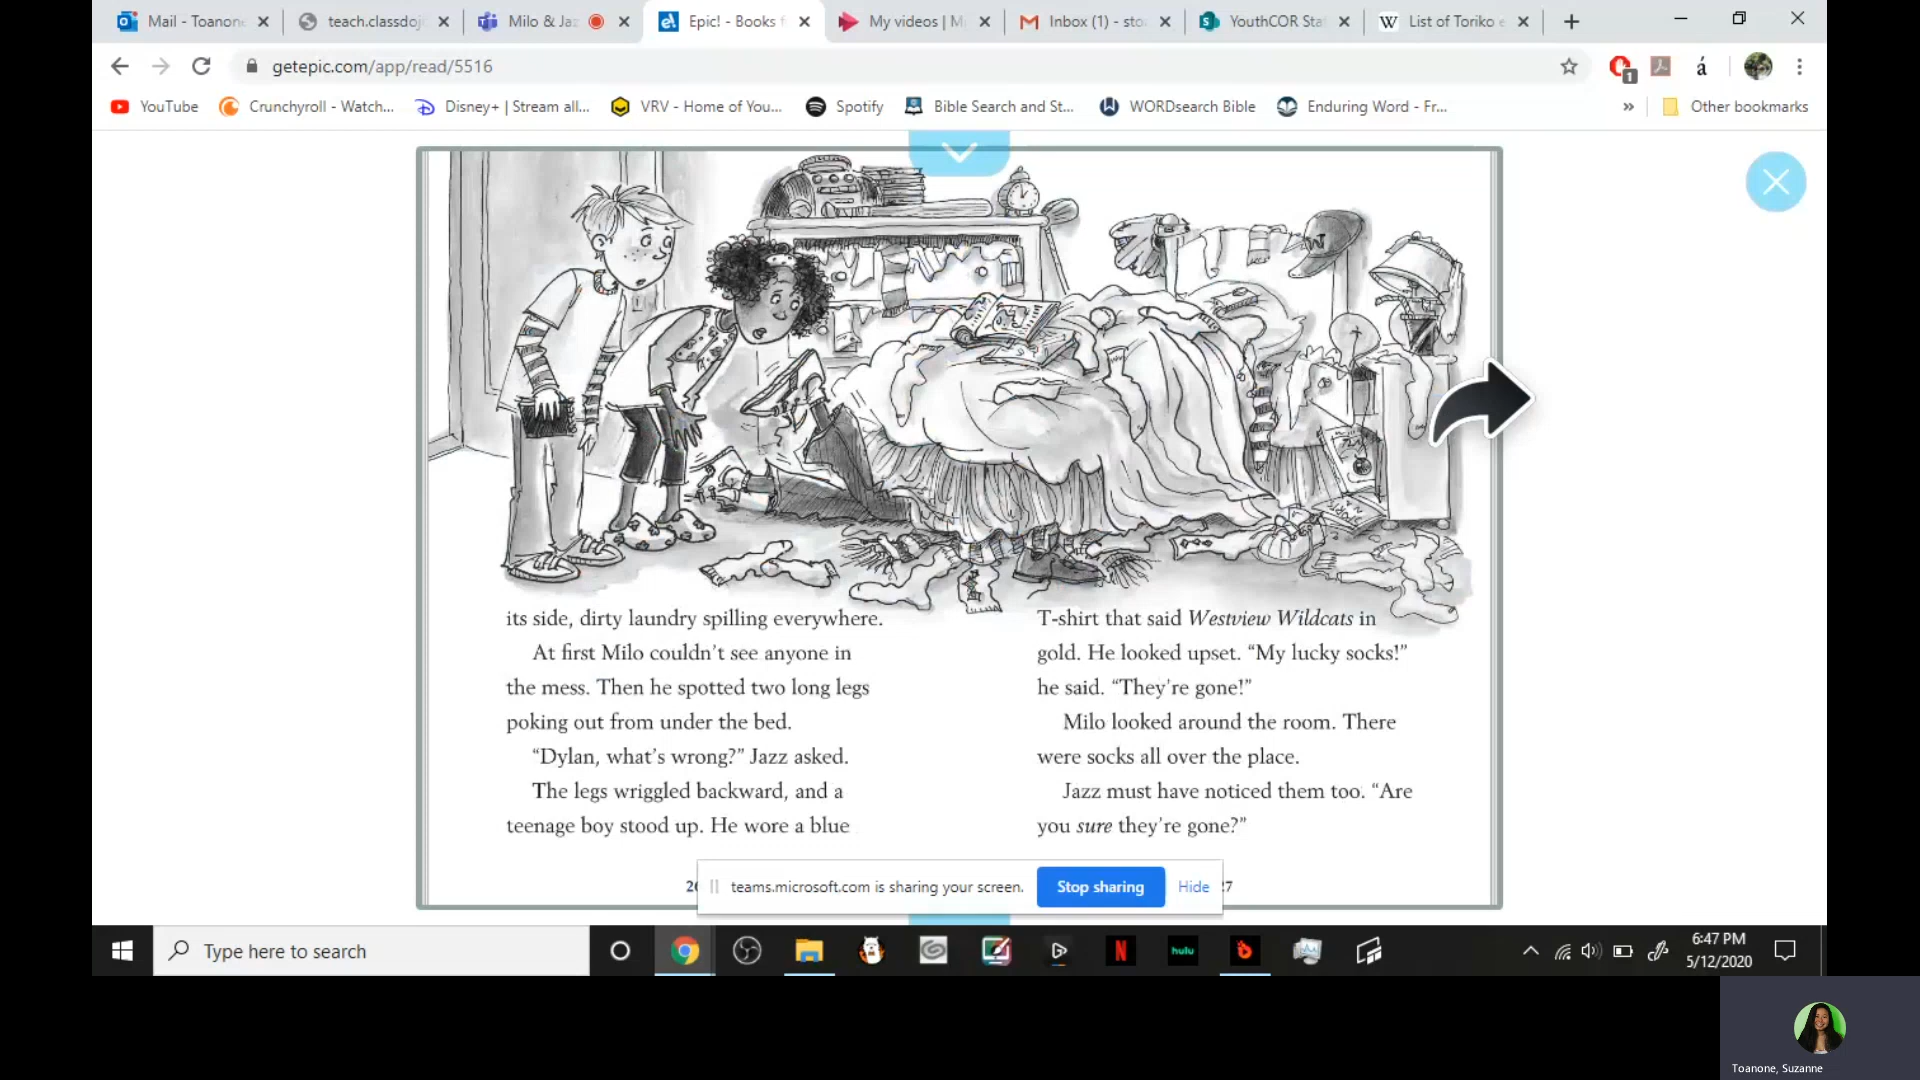 Mail - Toanone
teach.classdojo
Milo & Jaz
Epic! - Books f
My videos | M
Inbox (1) - sto
YouthCOR Sta
List of Toriko e
getepic.com/app/read/5516
1
YouTube
Crunchyroll - Watch...
Disney+ | Stream all...
VRV - Home of You...
Spotify
Bible Search and St...
WORDsearch Bible
Enduring Word - Fr...
»
Other bookmarks
its side, dirty laundry spilling everywhere.
At first Milo couldn't see anyone in
the mess. Then he spotted two long legs
poking out from under the bed.
“Dylan, what's wrong?” Jazz asked.
The legs wriggled backward, and a
teenage boy stood up. He wore a blue
T-shirt that said Westview Wildcats in
gold. He looked upset. “My lucky socks!”
he said. “They're gone!”
Milo looked around the room. There
were socks all over the place.
Jazz must have noticed them too. “Are
you sure they're gone?”
teams.microsoft.com is sharing your screen.
Stop sharing
Hide
Type here to search
hulu
6:47 PM
5/12/2020
Toanone, Suzanne